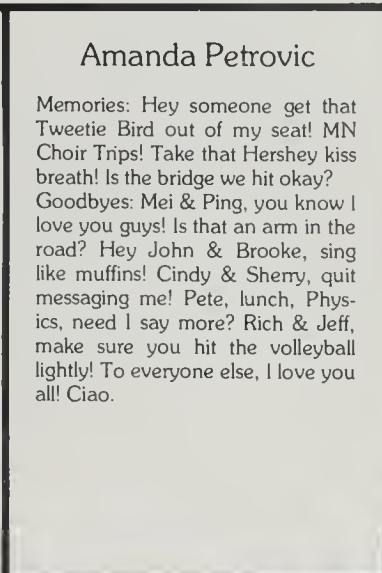 Amanda Petrovic
Memories: Hey someone get that
Tweetie Bird out of my seat! MN
Choir Trips! Take that Hershey kiss
breath! Is the bridge we hit okay?
Goodbyes: Mei & Ping, you know I
love you guys! Is that an arm in the
road? Hey John & Brooke, sing
like muffins! Cindy & Sherry, quit
messaging me! Pete, lunch, Phys-
ics, need I say more? Rich & Jeff,
make sure you hit the volleyball
lightly! To everyone else, I love you
all! Ciao.